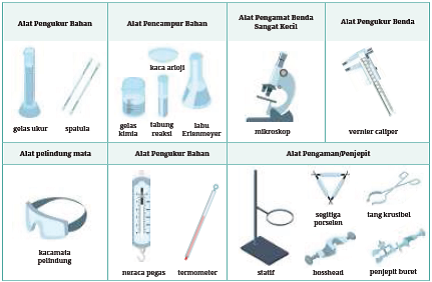 Alat Pengukur Bahan
Alat Pencampur Bahan
Alat Pengamat Benda
Sangat Kecil
Alat Pengukur Benda
kaca arloji
gelas ukur
spatula
gelas
kimia
tabung
reaksi
labu
Erlenmeyer
mikroskop
vernier caliper
Alat pelindung mata
Alat Pengukur Bahan
Alat Pengaman/Penjepit
kacamata
pelindung
neraca pegas
termometer
statif
segitiga
porselen
tang krusibel
bosshead
penjepit buret